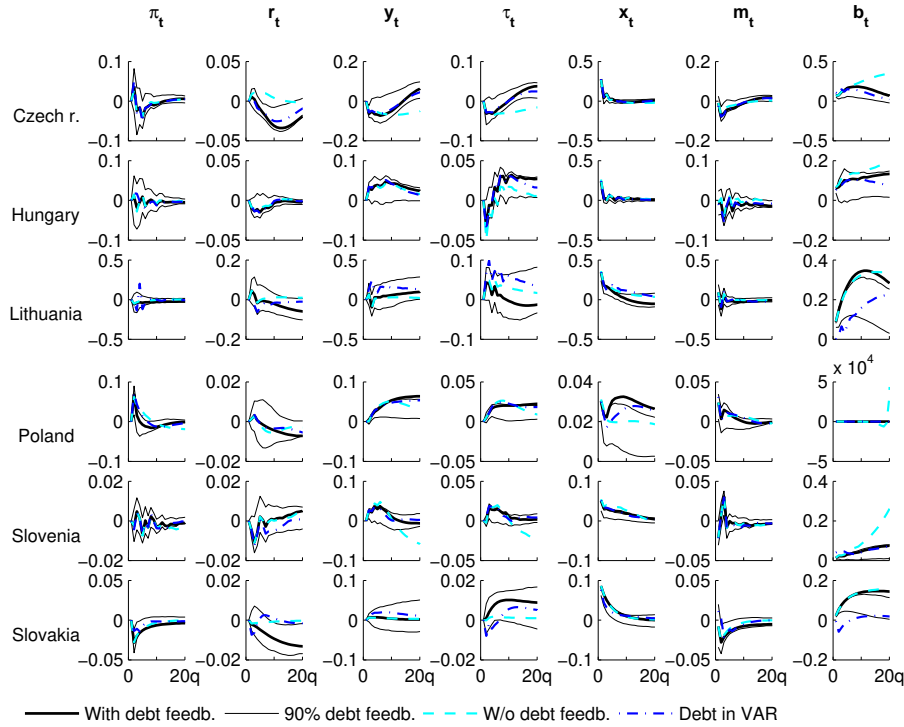 π_t r_t y_t τ_t x_t m_t b_t
Czech r.
0.1 0 −0.1
0.05 0 −0.05
0.2 0 −0.2
0.1 0 −0.1
0.5 0 −0.5
0.05 0 −0.05
0.5 0 −0.5
Hungary
0.1 0 −0.1
0.05 0 −0.05
0.1 0 −0.1
0.05 0 0.05
0.5 0 −0.5
0.1 0 −0.1
0.2 0 −0.2
Lithuania
0.5 0 −0.5
0.2 0 −0.2
0.5 0 −0.5
0.1 0 0.1
0.5 0 −0.5
0.5 0 −0.5
0.4 0.2 0
Poland
0.1 0 −0.1
0.02 0 −0.02
0.1 0 −0.1
0.05 0 −0.05
0.04 0.02 0
0.05 0 −0.05
x 10^4
5 0 −5
Slovenia
0.02 0 −0.02
0.02 0 −0.02
0.1 0 −0.1
0.05 0 −0.05
0.1 0 −0.1
0.05 0 −0.05
0.4 0.2 0
Slovakia
0.05 0 −0.05
0.02 0 −0.02
0.1 0 −0.1
0.02 0 −0.02
0.1 0 −0.1
0.05 0 −0.05
0.2 0 −0.2
0 20q 0 20q 0 20q 0 20q 0 20q 0 20q 0 20q
With debt feedb. 90% debt feedb. W/o debt feedb. Debt in VAR